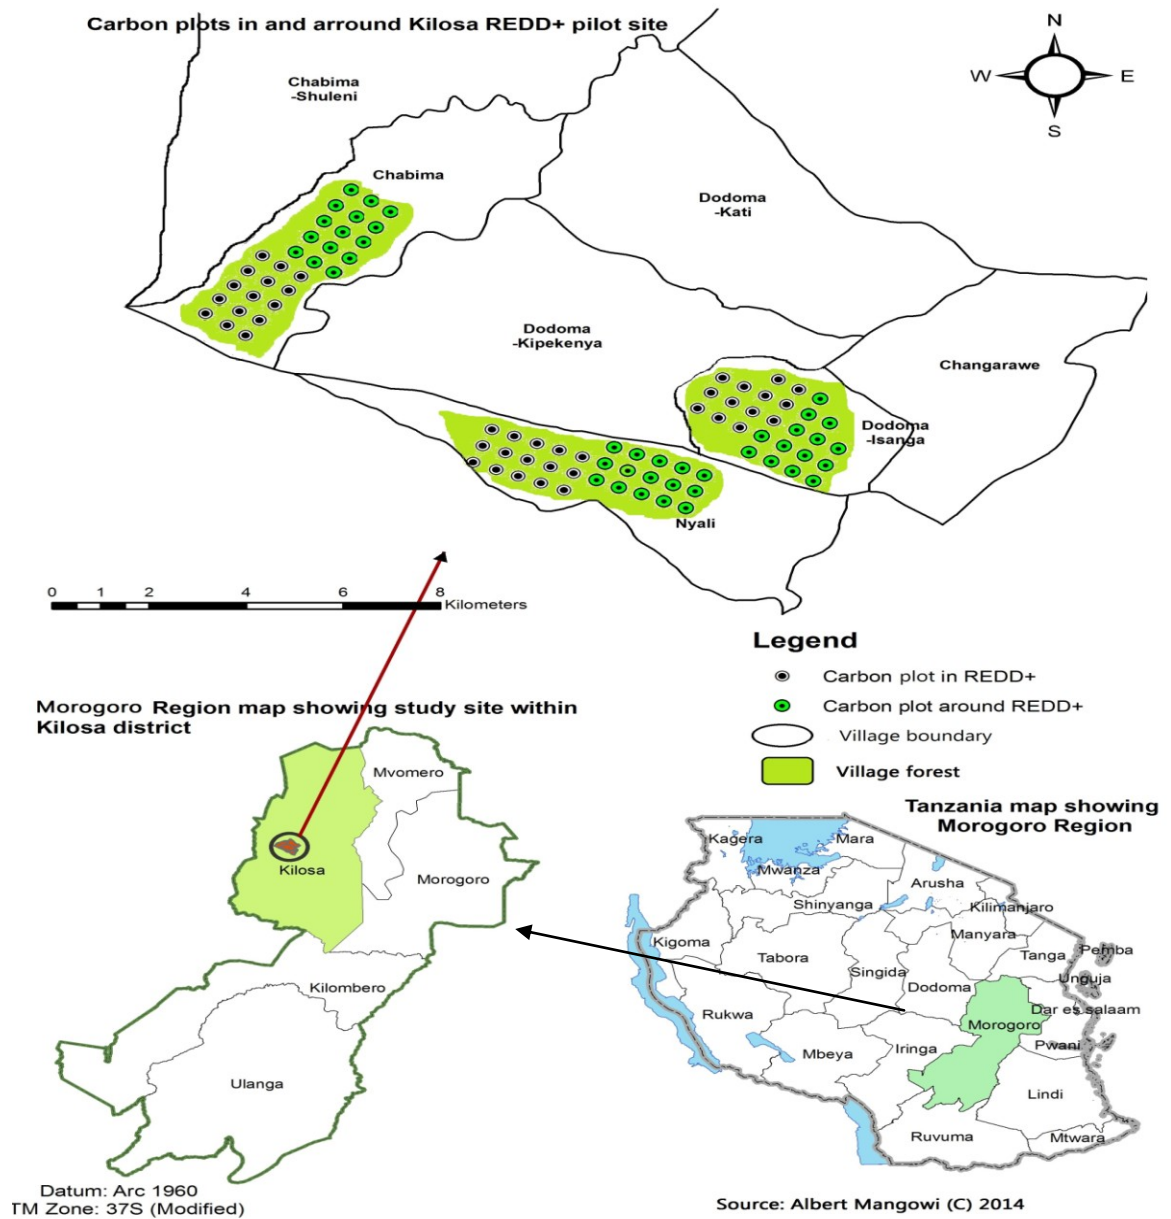 Carbon plots in and arround Kilosa REDD+ pilot site
N
W
E
S
Chabima
-Shuleni
Chabima
Dodoma
-Kati
Dodoma
-Kipekenya
Changarawe
Dodoma
-Isanga
Nyali
0 1 2 4 6 8
Kilometers
Legend
Carbon plot in REDD+
Carbon plot around REDD+
Village boundary
Village forest
Morogoro Region map showing study site within
Kilosa district
Mvomero
Kilosa
Morogoro
Kilombero
Ulanga
Datum: Arc 1960
TM Zone: 37S (Modified)
Tanzania map showing
Morogoro Region
Kagera
Mara
Mwanza
Arusha
Shinyanga
Kilimanjaro
Kigoma
Manyara
Tabora
Tanga
Pemba
Singida
Unguja
Dodoma
Rukwa
Dar es salaam
Morogoro
Mbeya
Iringa
Pwani
Lindi
Ruvuma
Mtwara
Source: Albert Mangowi (C) 2014